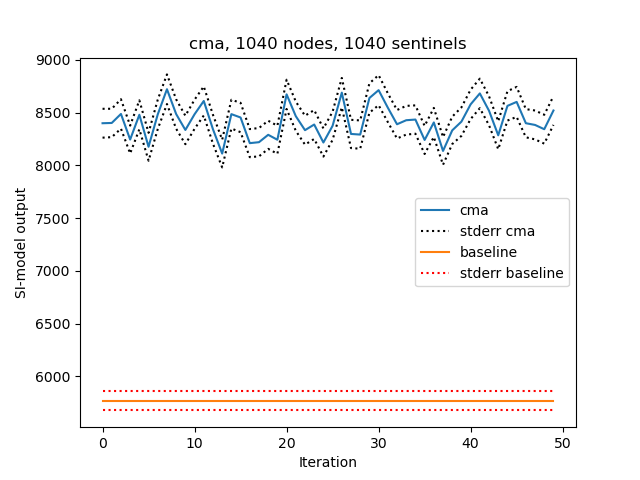 cma, 1040 nodes, 1040 sentinels
9000
8500
8000
7500
7000
6500
6000
SI-model output
cma
stderr cma
baseline
stderr baseline
0 10 20 30 40 50
Iteration